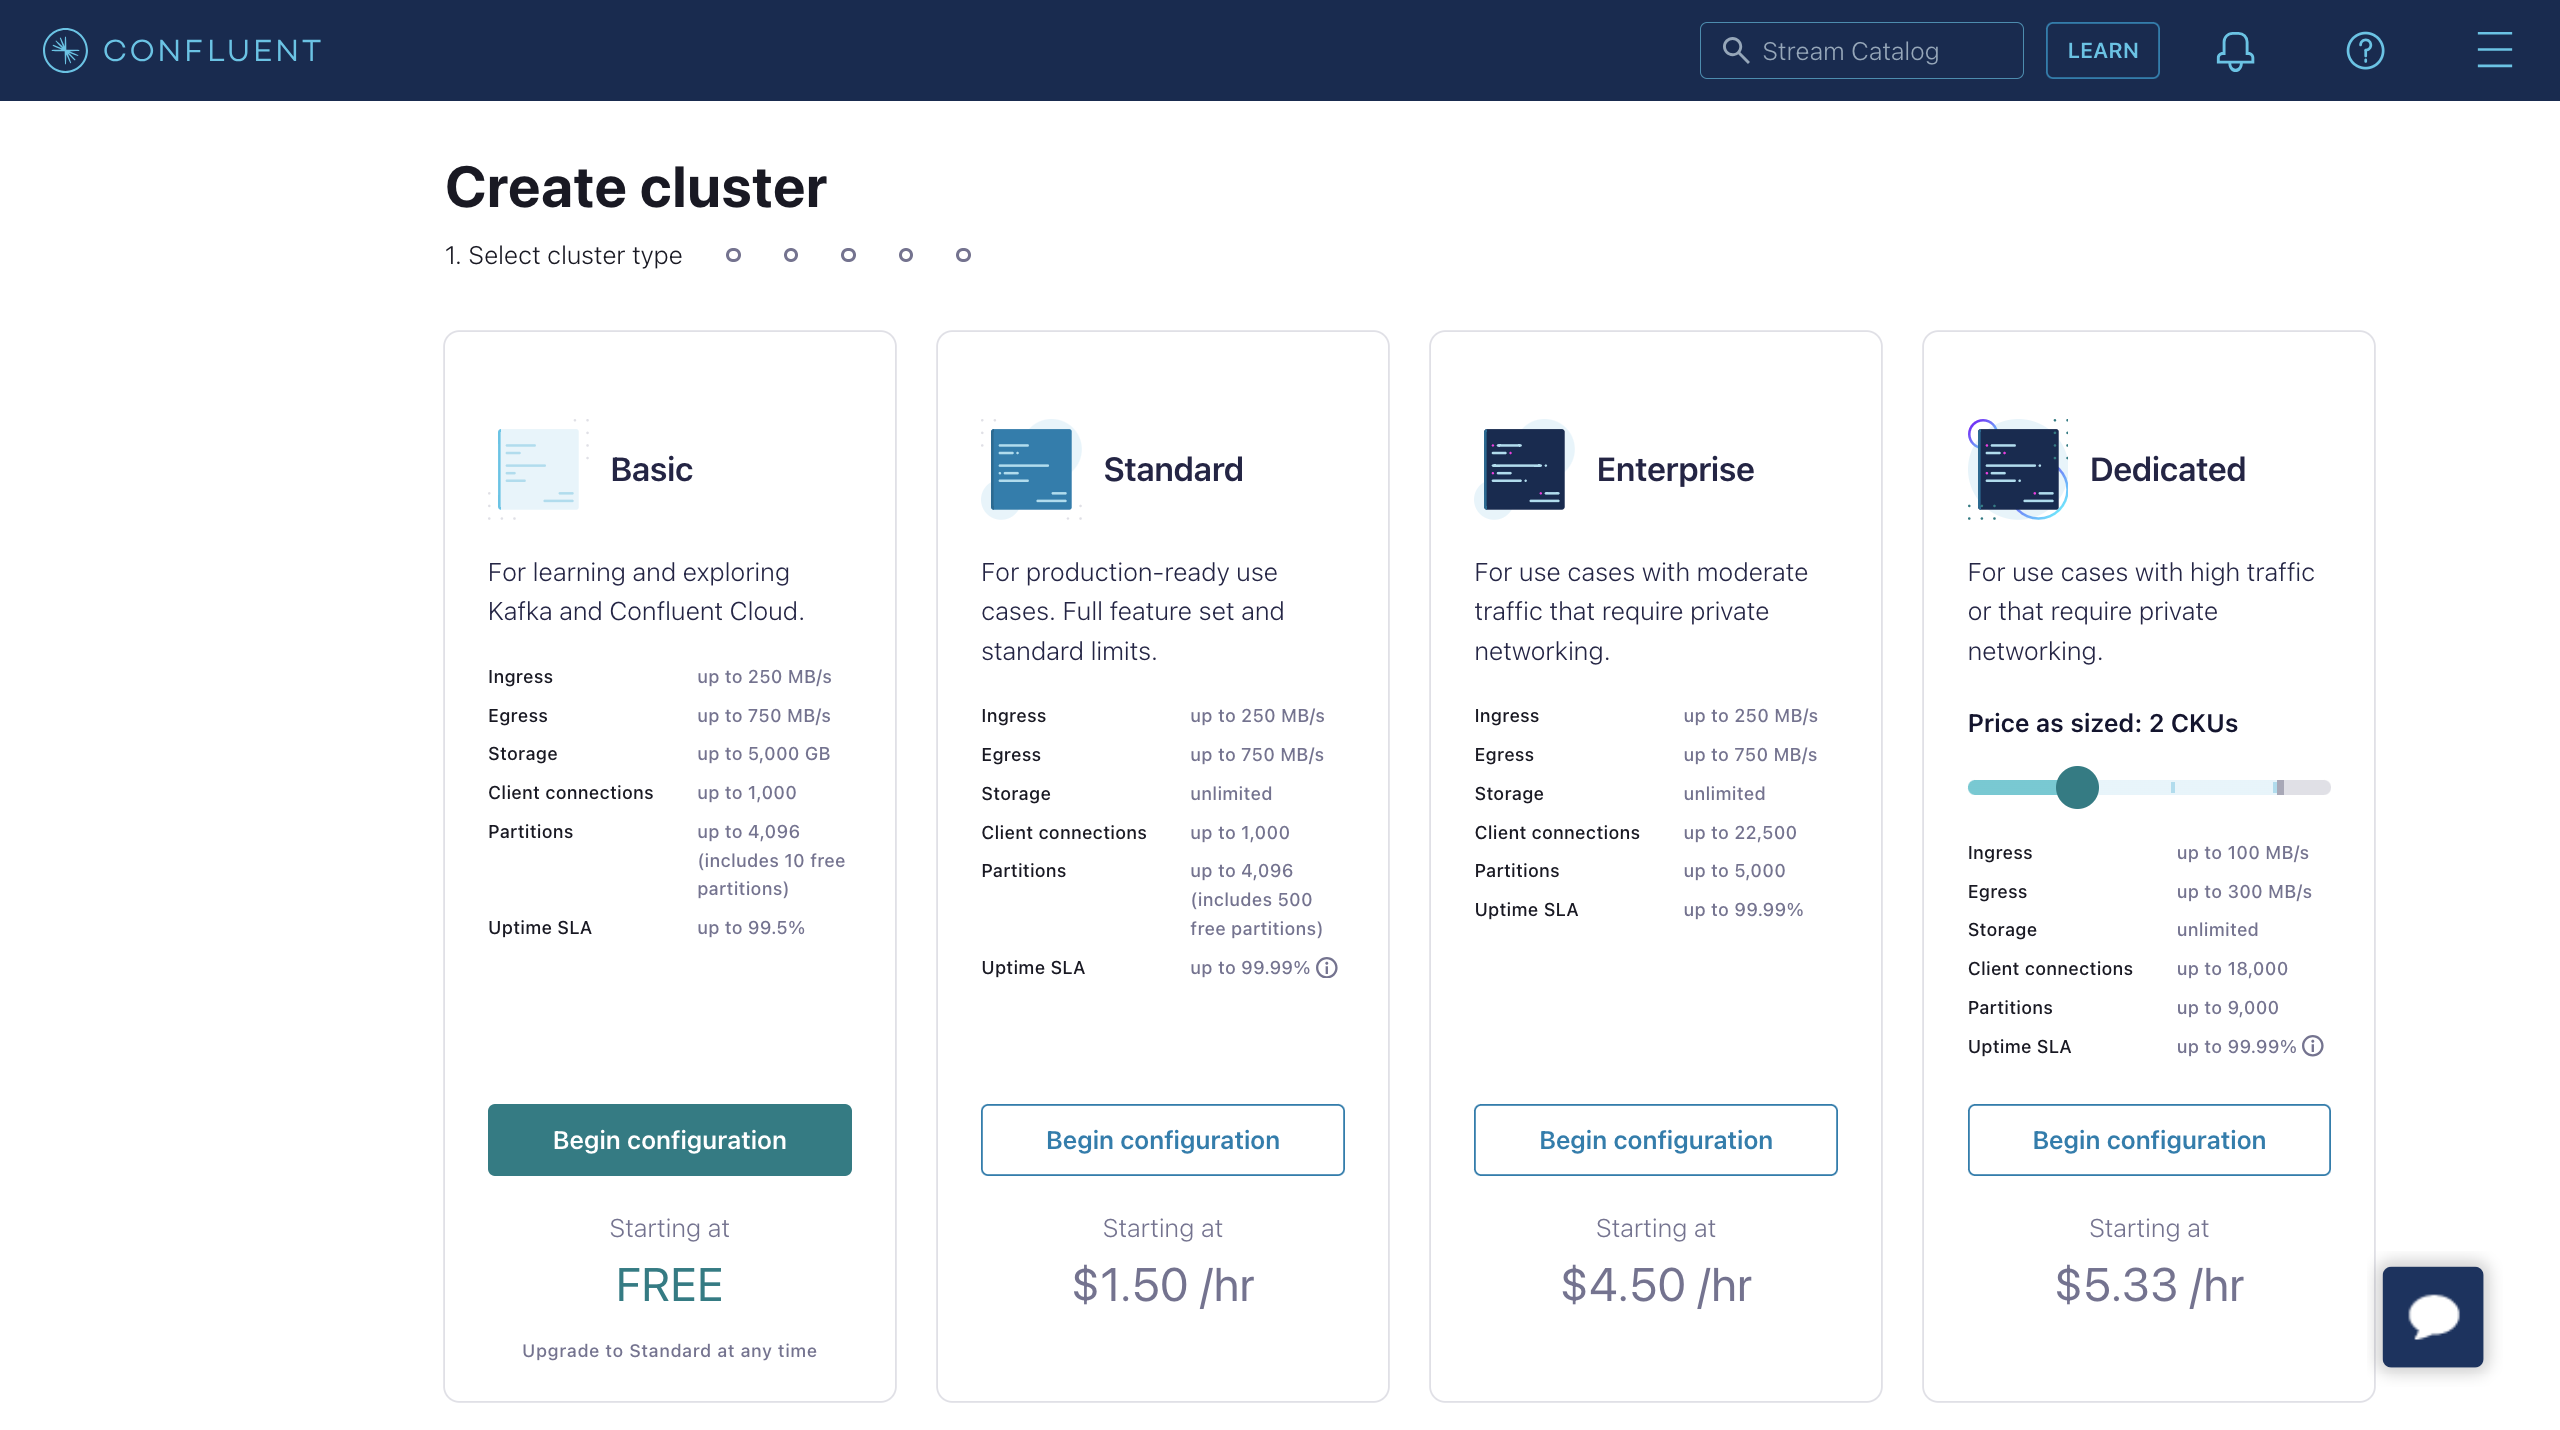 CONFLUENT
Stream Catalog
LEARN
Create cluster
1. Select cluster type
Basic
For learning and exploring
Kafka and Confluent Cloud.
Ingress up to 250 MB/s
Egress up to 750 MB/s
Storage up to 5,000 GB
Client connections up to 1,000
Partitions up to 4,096
(includes 10 free
partitions)
Uptime SLA up to 99.5%
Begin configuration
Starting at
FREE
Upgrade to Standard at any time
Standard
For production-ready use
cases. Full feature set and
standard limits.
Ingress up to 250 MB/s
Egress up to 750 MB/s
Storage unlimited
Client connections up to 1,000
Partitions up to 4,096
(includes 500
free partitions)
Uptime SLA up to 99.99%
Begin configuration
Starting at
$1.50 /hr
Enterprise
For use cases with moderate
traffic that require private
networking.
Ingress up to 250 MB/s
Egress up to 750 MB/s
Storage unlimited
Client connections up to 22,500
Partitions up to 5,000
Uptime SLA up to 99.99%
Begin configuration
Starting at
$4.50 /hr
Dedicated
For use cases with high traffic
or that require private
networking.
Price as sized: 2 CKUs
Ingress up to 100 MB/s
Egress up to 300 MB/s
Storage unlimited
Client connections up to 18,000
Partitions up to 9,000
Uptime SLA up to 99.99%
Begin configuration
Starting at
$5.33 /hr